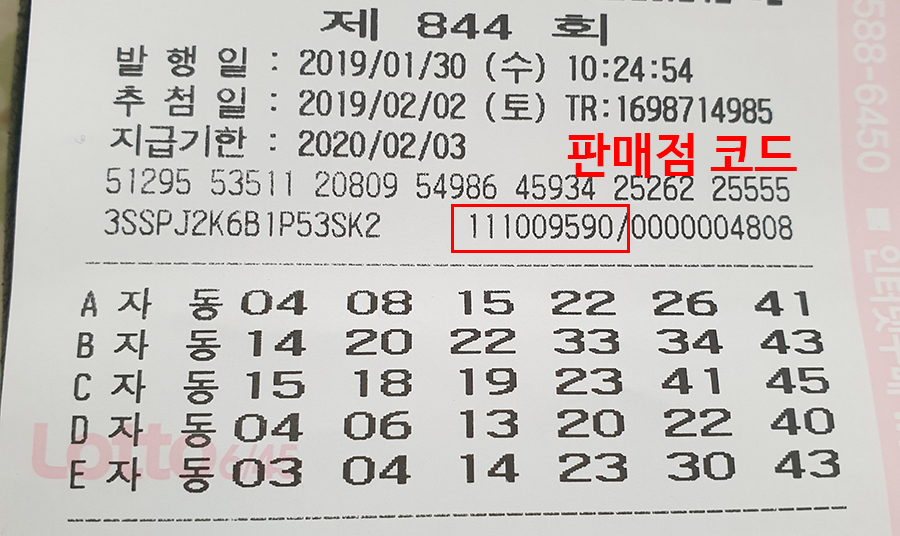 제 844 회
발 행 일 : 2019/01/30 (수) 10:24:54
추 첨 일 : 2019/02/02 (토) TR:1698714985
지급기한 : 2020/02/03
판매점 코드
51295 53511 20809 54986 45934 25262 25555
3SSPJ2K6B1P53SK2 111009590/0000004808
A 자 동 04 08 15 22 26 41
B 자 동 14 20 22 33 34 43
C 자 동 15 18 19 23 41 45
D 자 동 04 06 13 20 22 40
E 자 동 03 04 14 23 30 43
Lotto 6/45
588-6450